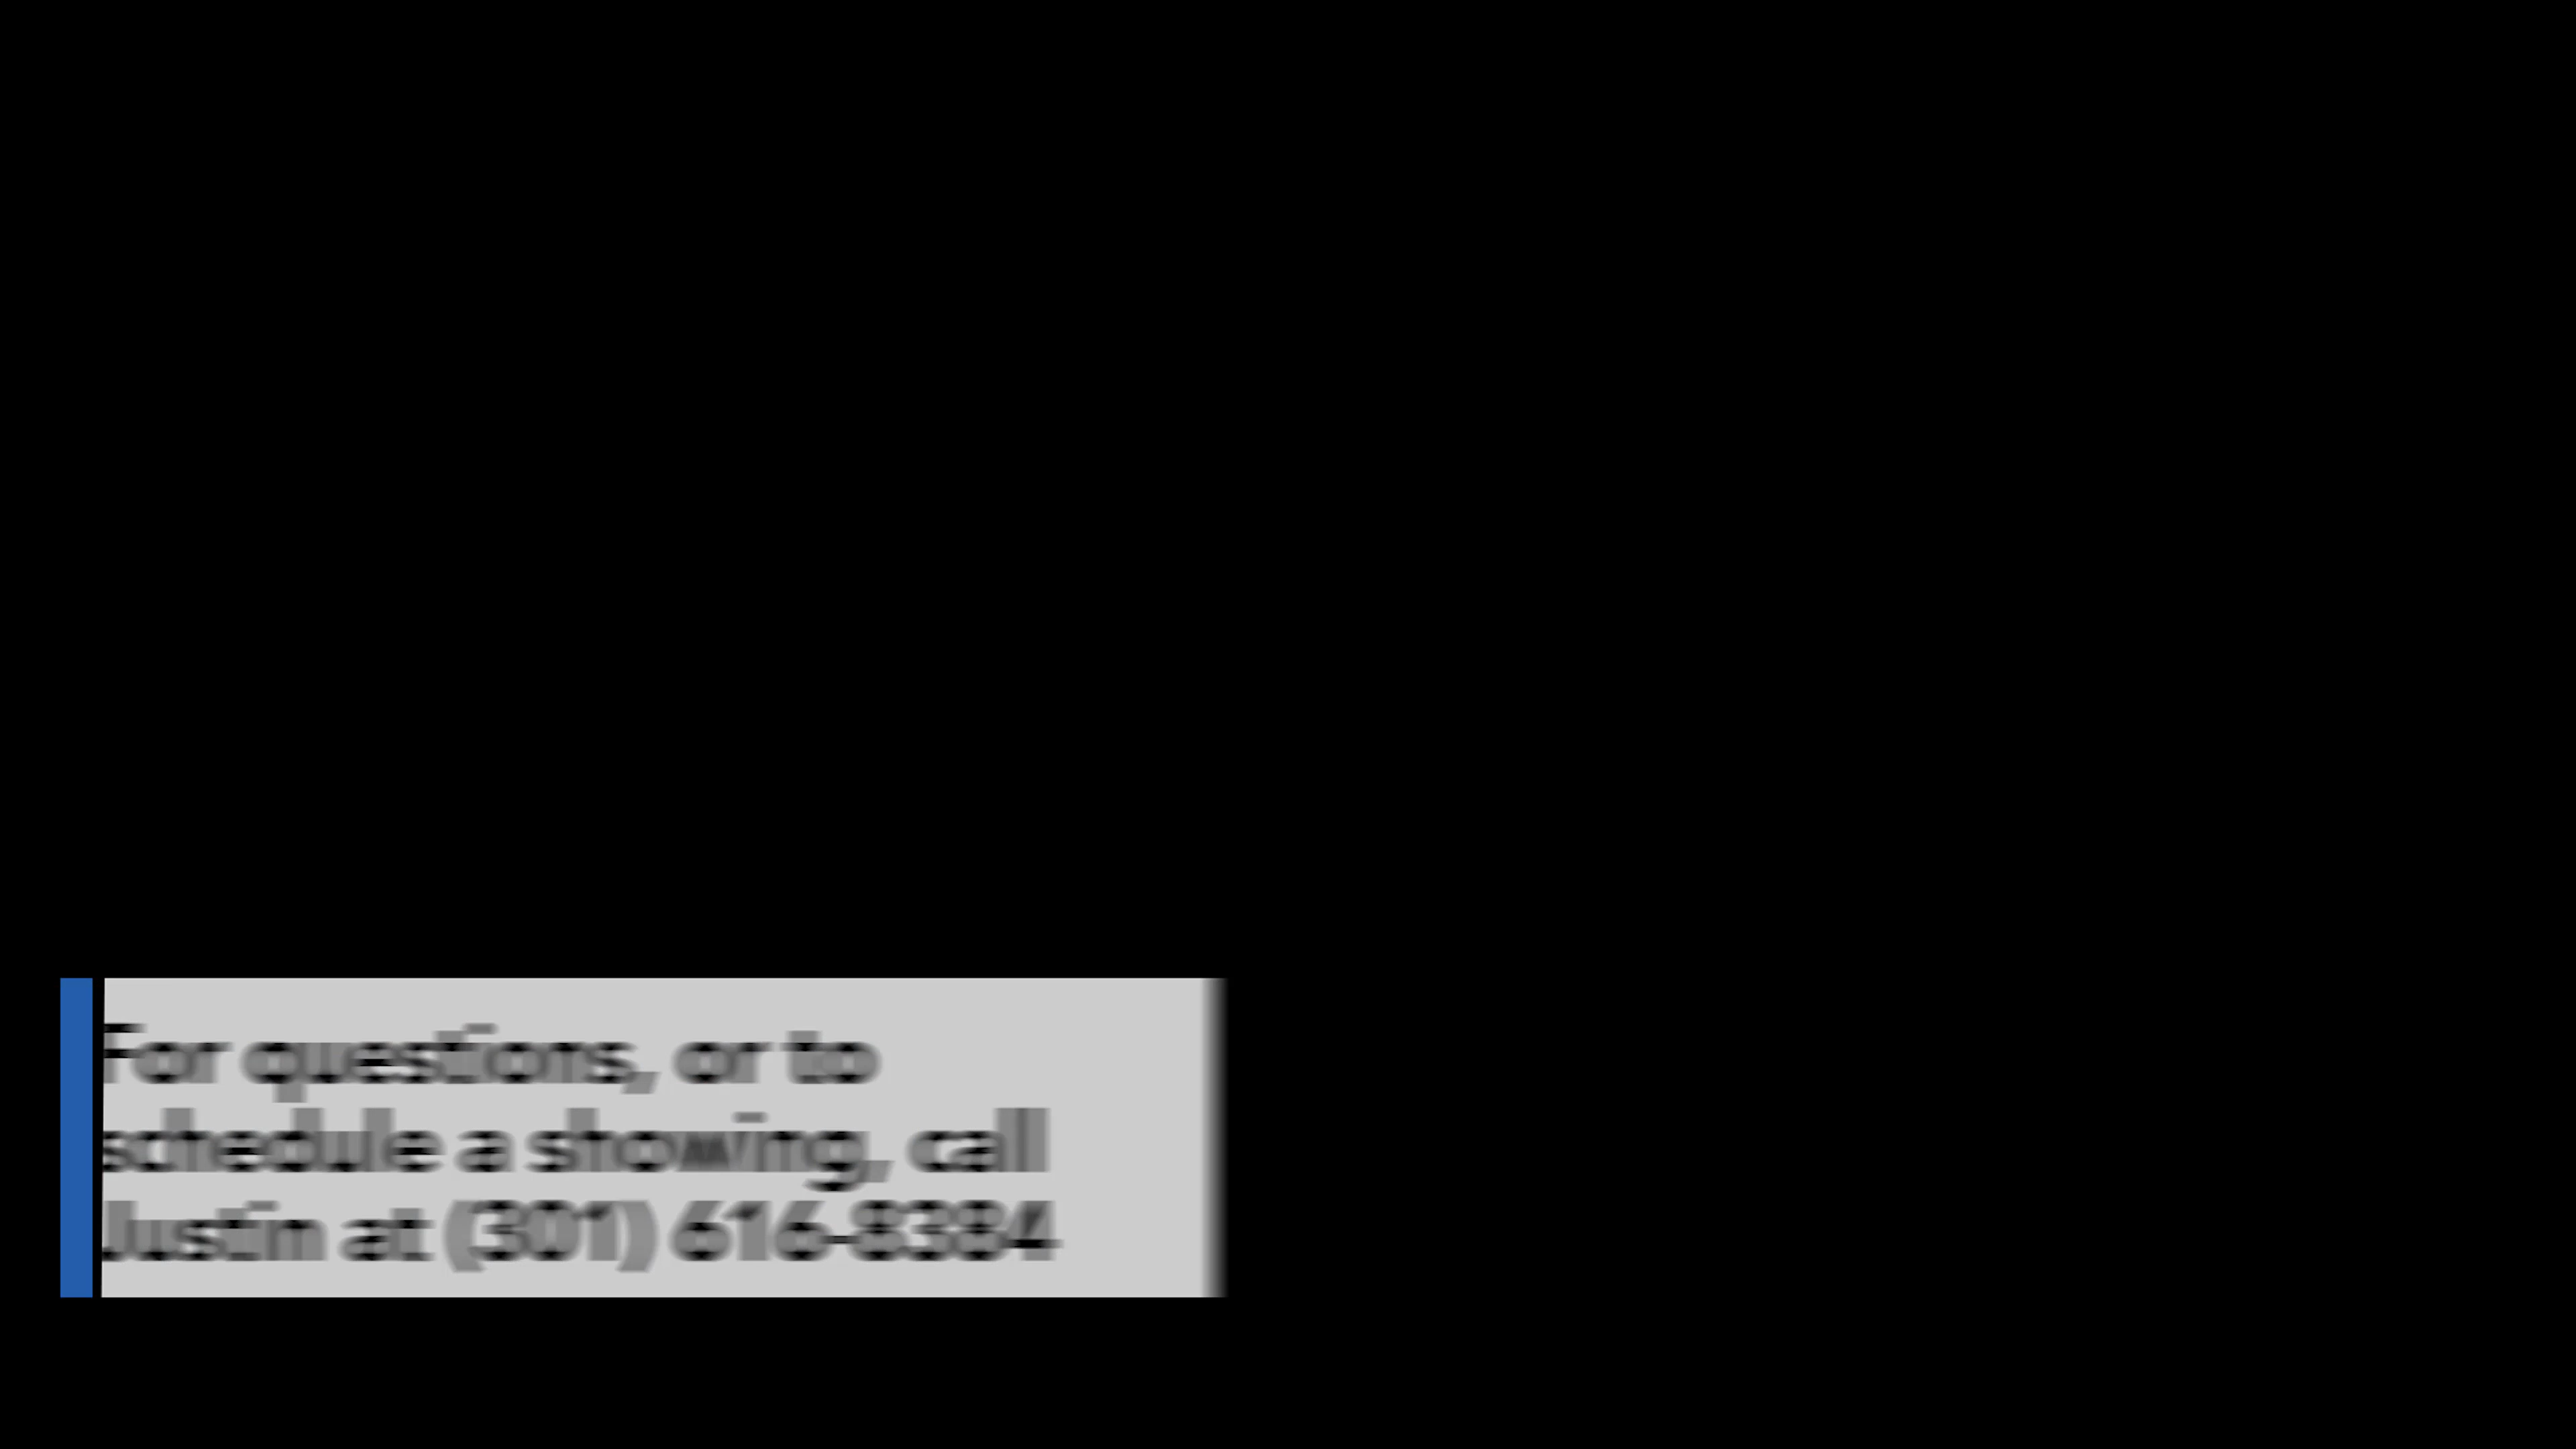 For questions, or to
schedule a showing, call
Justin at (301) 616-8384